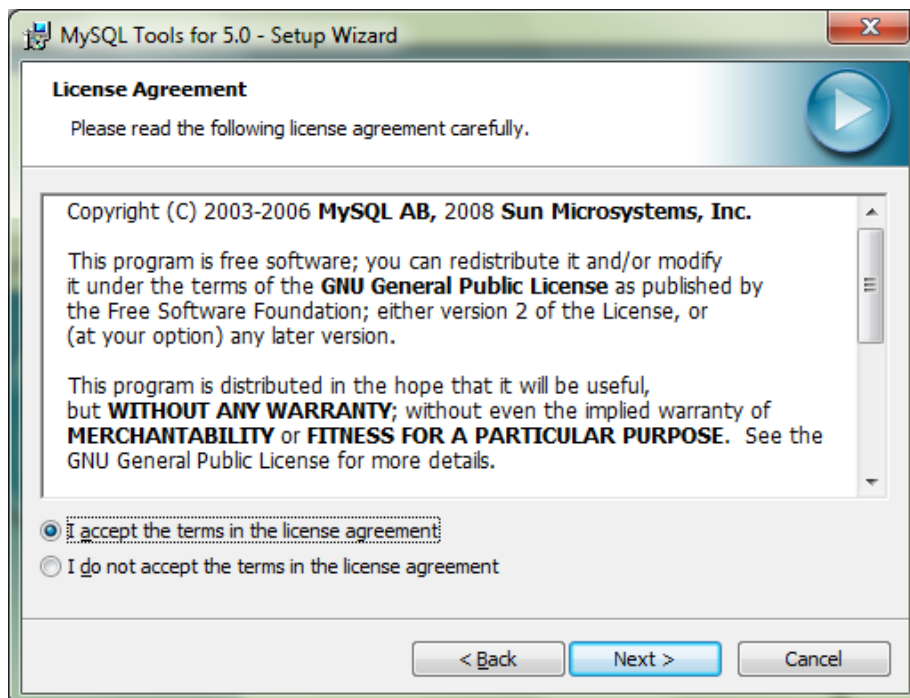 MySQL Tools for 5.0 - Setup Wizard
License Agreement
Please read the following license agreement carefully.
Copyright (C) 2003-2006 MySQL AB, 2008 Sun Microsystems, Inc.
This program is free software; you can redistribute it and/or modify
it under the terms of the GNU General Public License as published by
the Free Software Foundation; either version 2 of the License, or
(at your option) any later version.
This program is distributed in the hope that it will be useful,
but WITHOUT ANY WARRANTY; without even the implied warranty of
MERCHANTABILITY or FITNESS FOR A PARTICULAR PURPOSE.  See the
GNU General Public License for more details.
I accept the terms in the license agreement
I do not accept the terms in the license agreement
< Back Next > Cancel